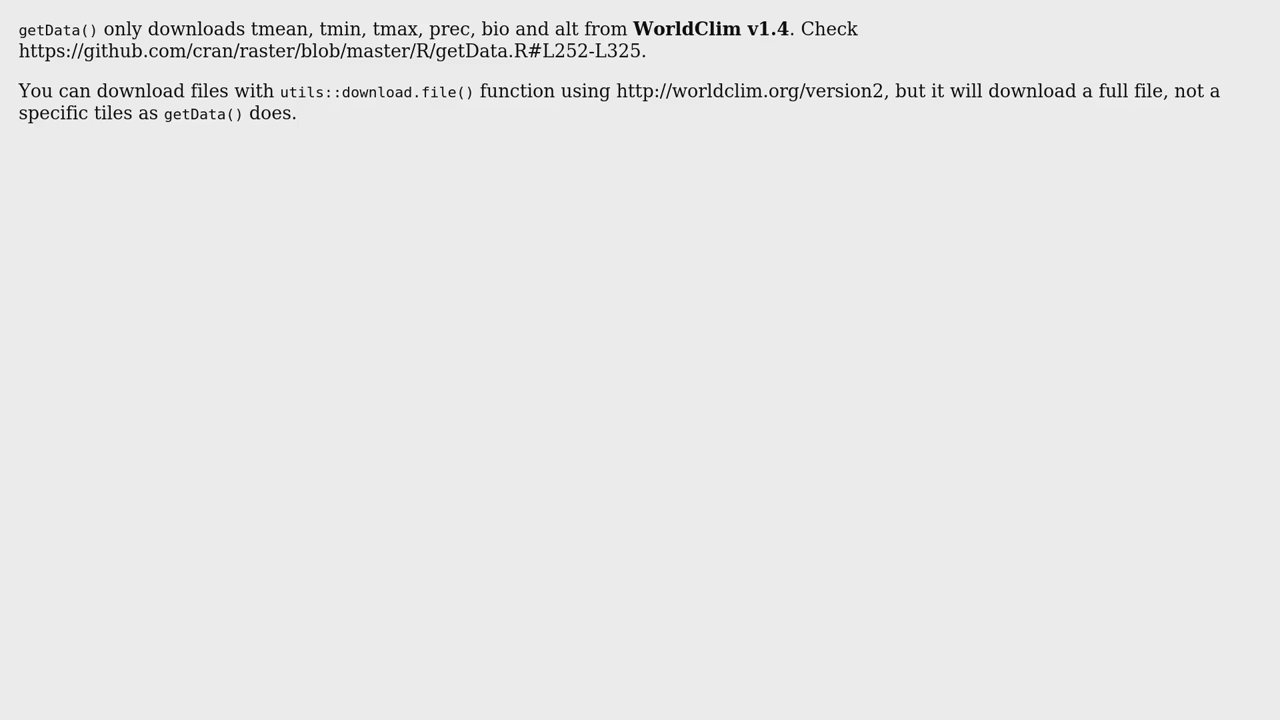 getData() only downloads tmean, tmin, tmax, prec, bio and alt from WorldClim v1.4. Check
https://github.com/cran/raster/blob/master/R/getData.R#L252-L325.
You can download files with utils::download.file() function using http://worldclim.org/version2, but it will download a full file, not a
specific tiles as getData() does.